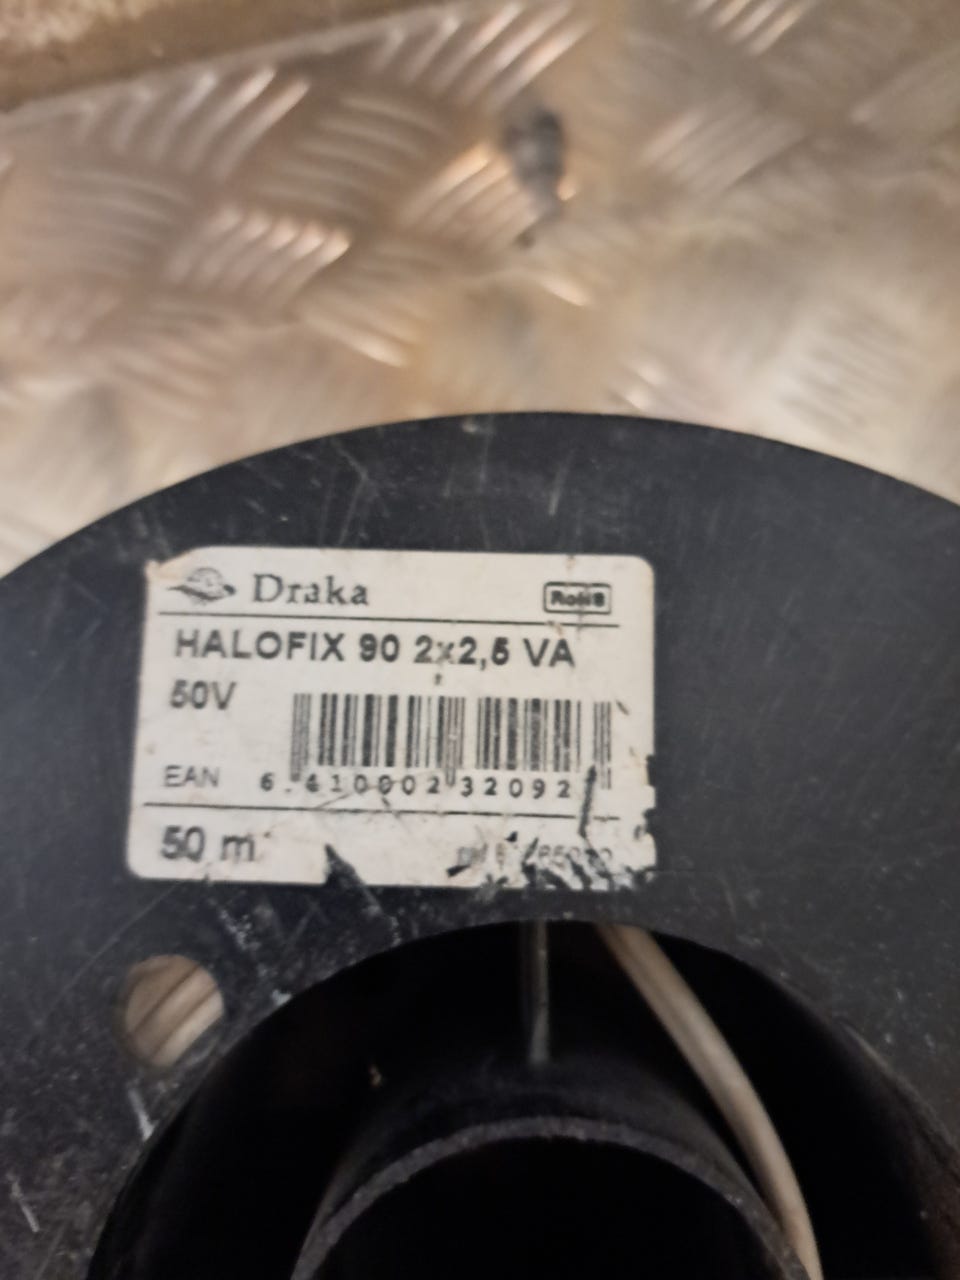 Draka
RoHS
HALOFIX 90 2x2,5 VA
50V
EAN 6 410002 32092
50 m